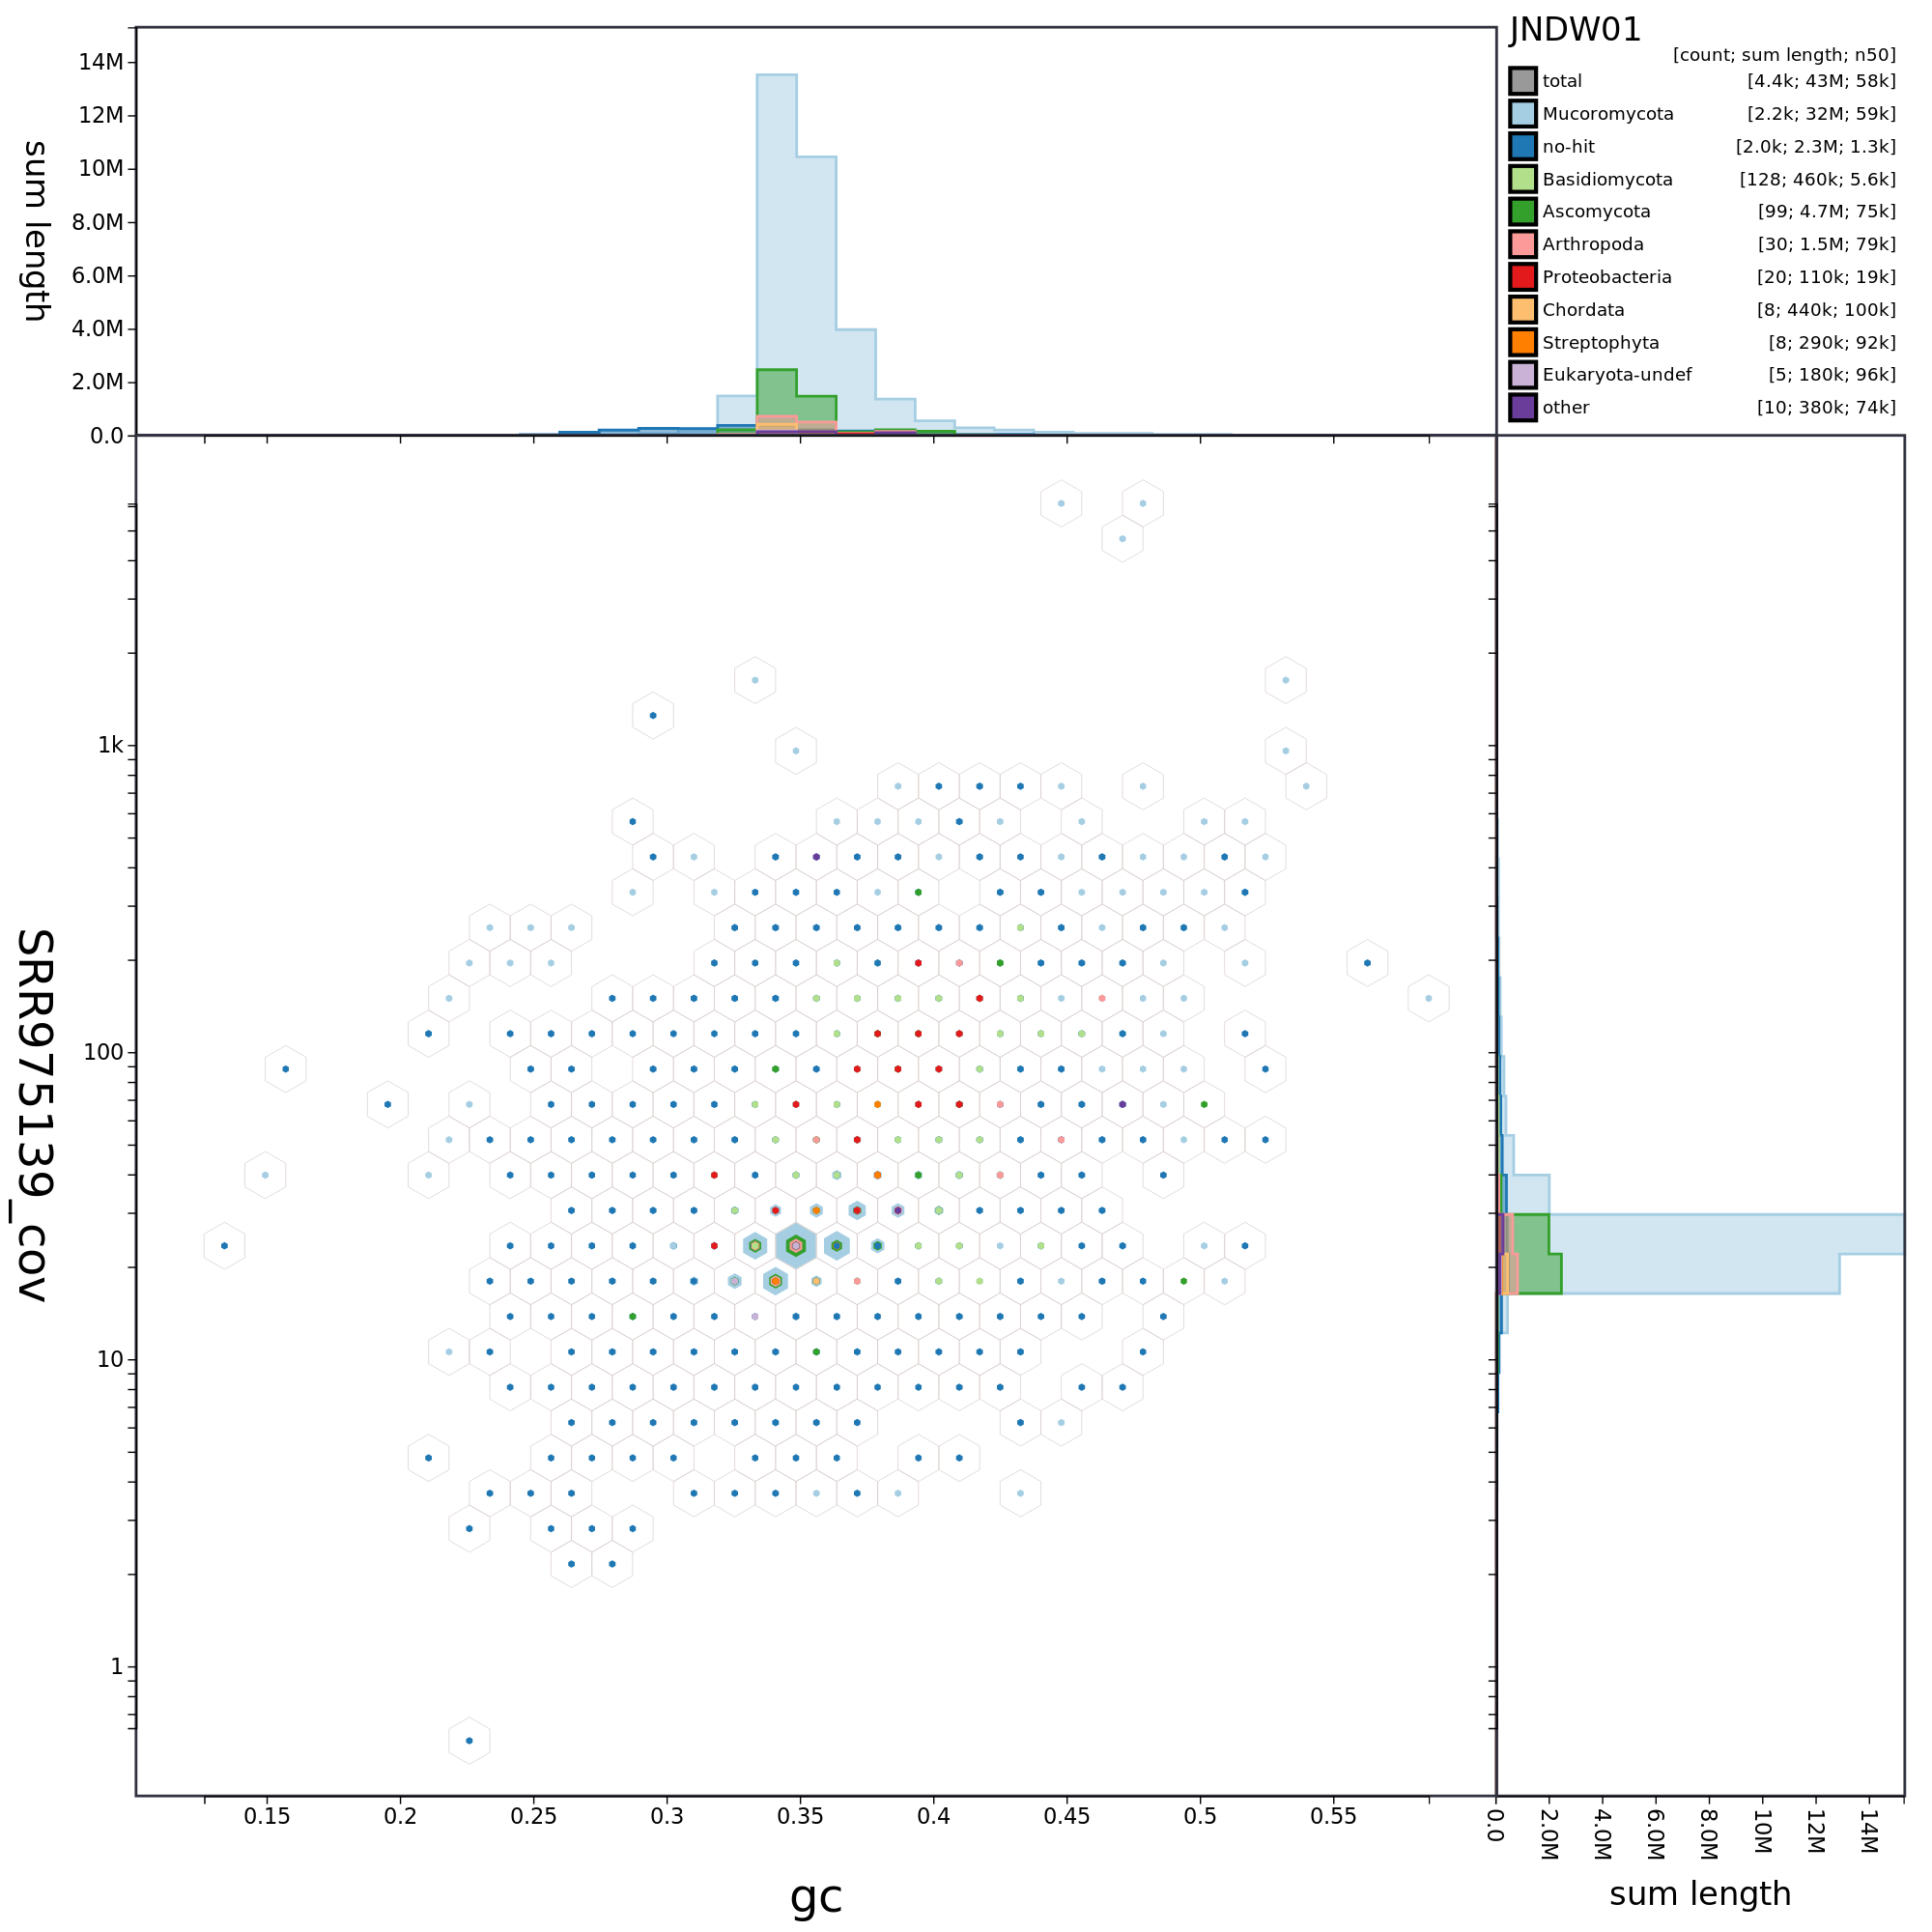 JNDW01
[count; sum length; n50]
total [4.4k; 43M; 58k]
Mucoromycota [2.2k; 32M; 59k]
no-hit [2.0k; 2.3M; 1.3k]
Basidiomycota [128; 460k; 5.6k]
Ascomycota [99; 4.7M; 75k]
Arthropoda [30; 1.5M; 79k]
Proteobacteria [20; 110k; 19k]
Chordata [8; 440k; 100k]
Streptophyta [8; 290k; 92k]
Eukaryota-undef [5; 180k; 96k]
other [10; 380k; 74k]
sum length
14M
12M
10M
8.0M
6.0M
4.0M
2.0M
0.0
SRR975139_cov
1k
100
10
1
0.15 0.2 0.25 0.3 0.35 0.4 0.45 0.5 0.55
gc
0.0 2.0M 4.0M 6.0M 8.0M 10M 12M 14M
sum length